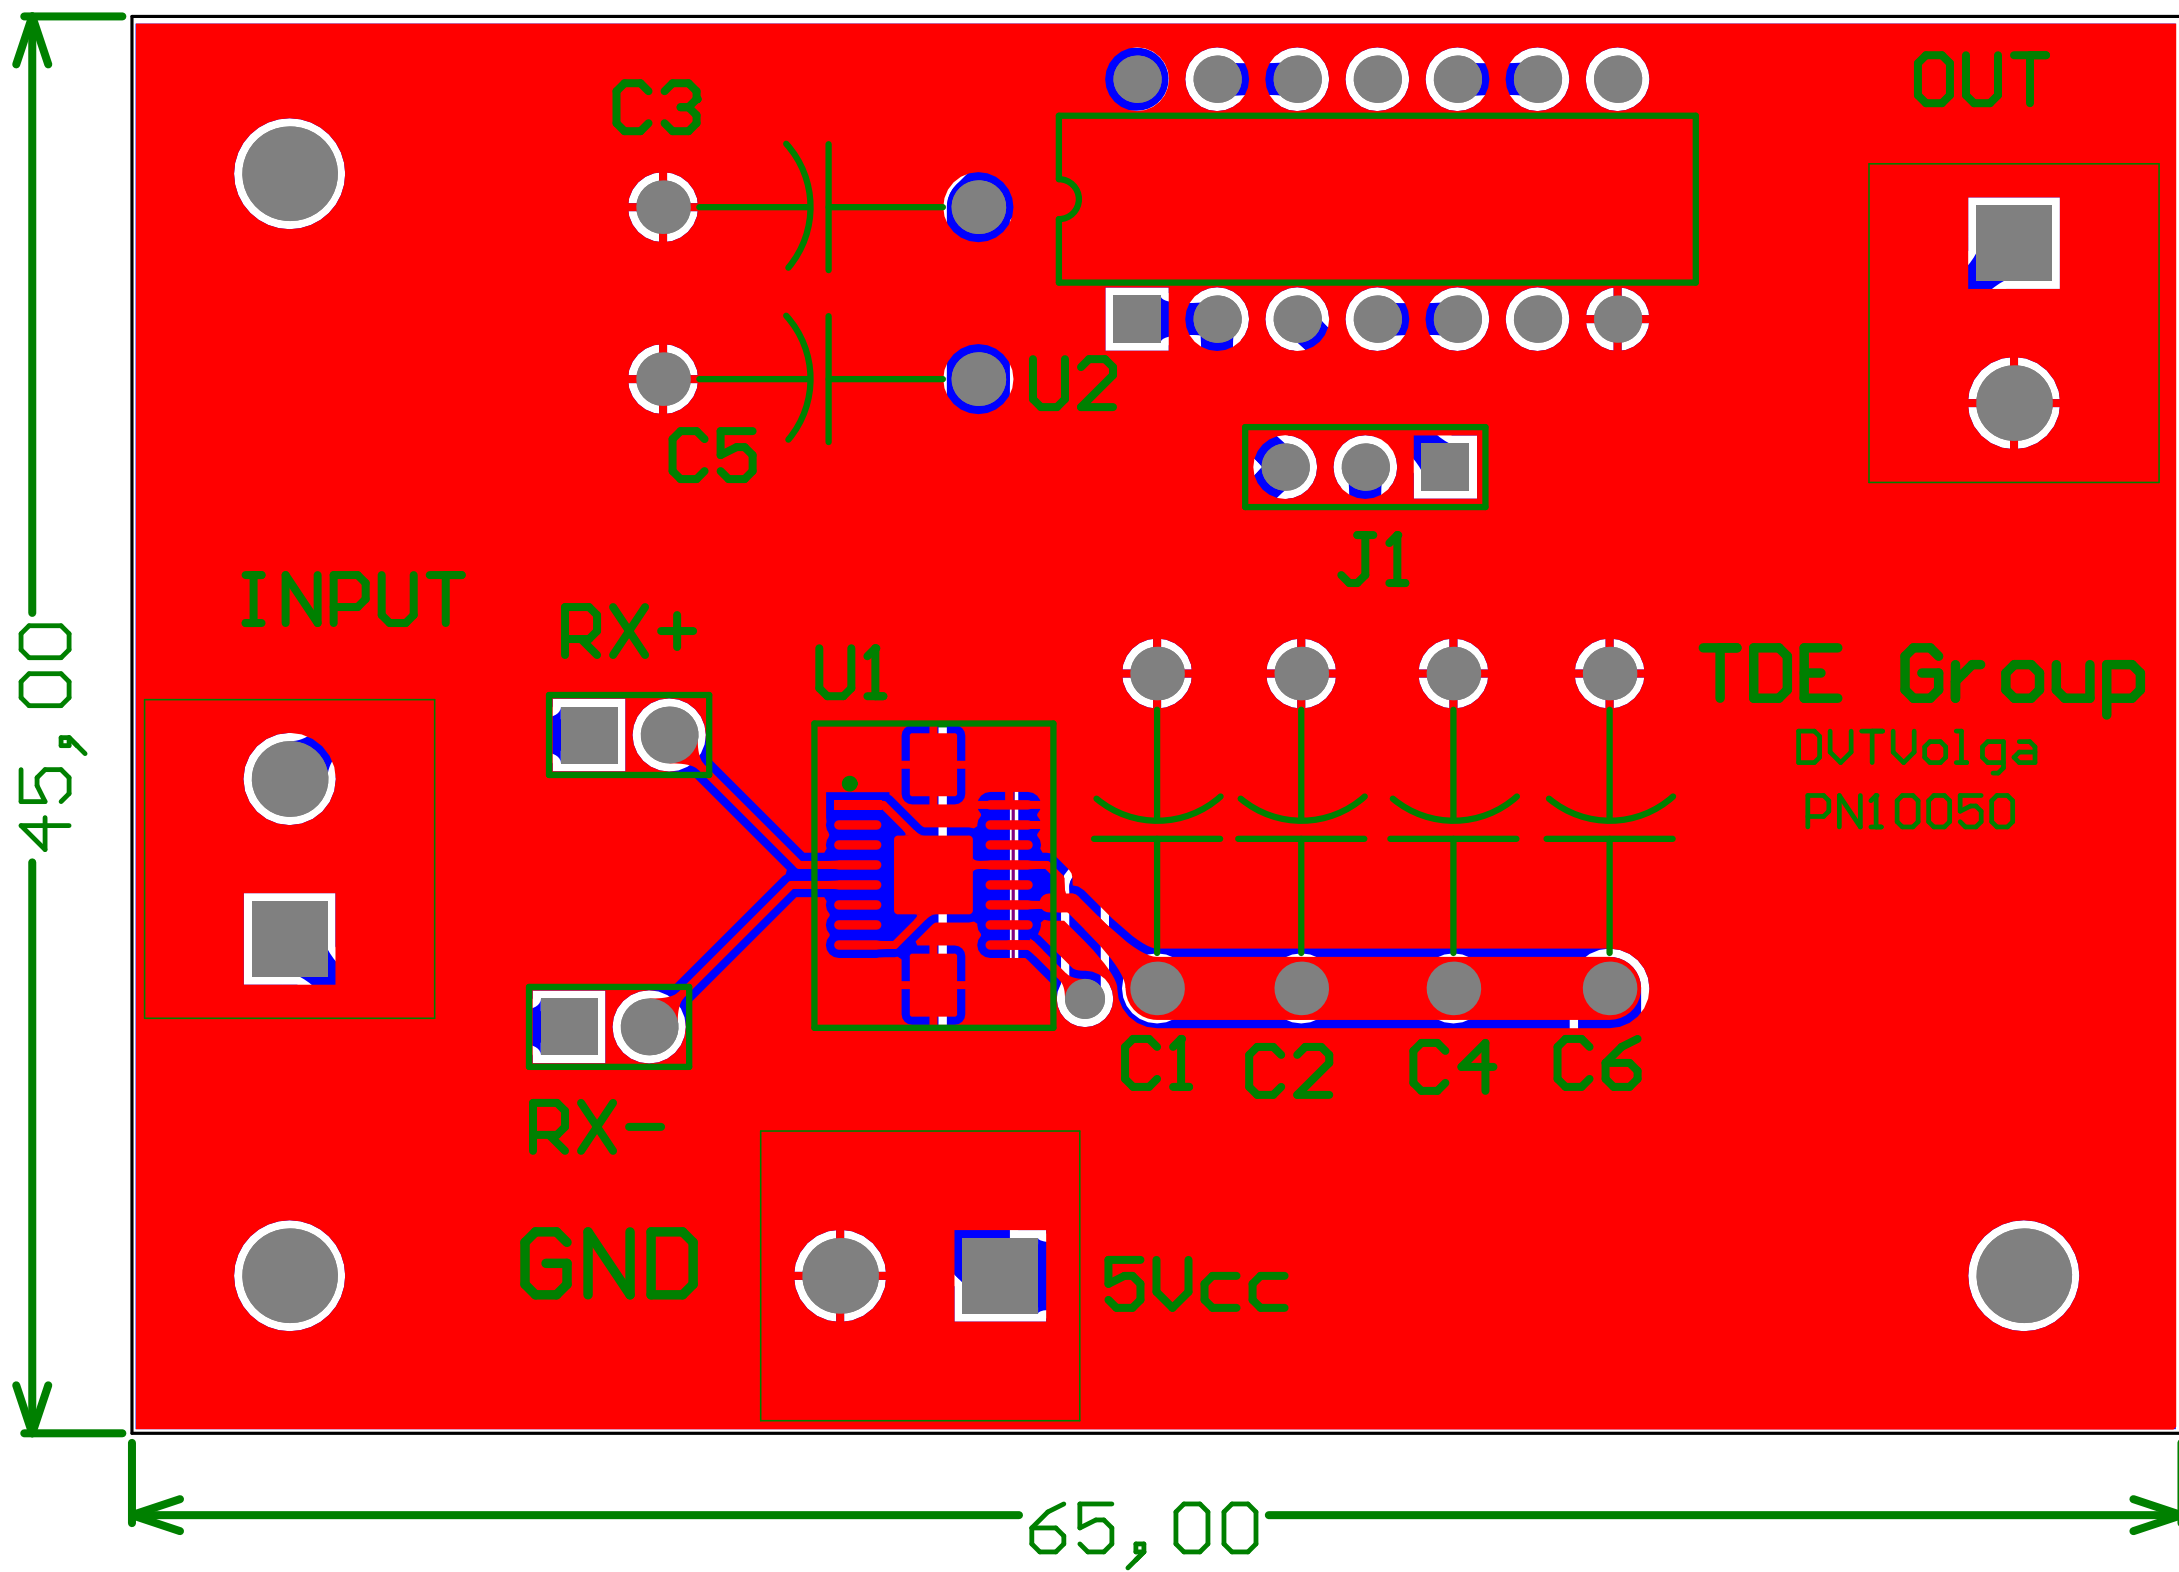 C3
OUT
U2
C5
J1
INPUT
RX+
U1
TDE Group
DVTVolga
PN10050
45,00
C1
C2
C4
C6
RX-
GND
5Vcc
65,00